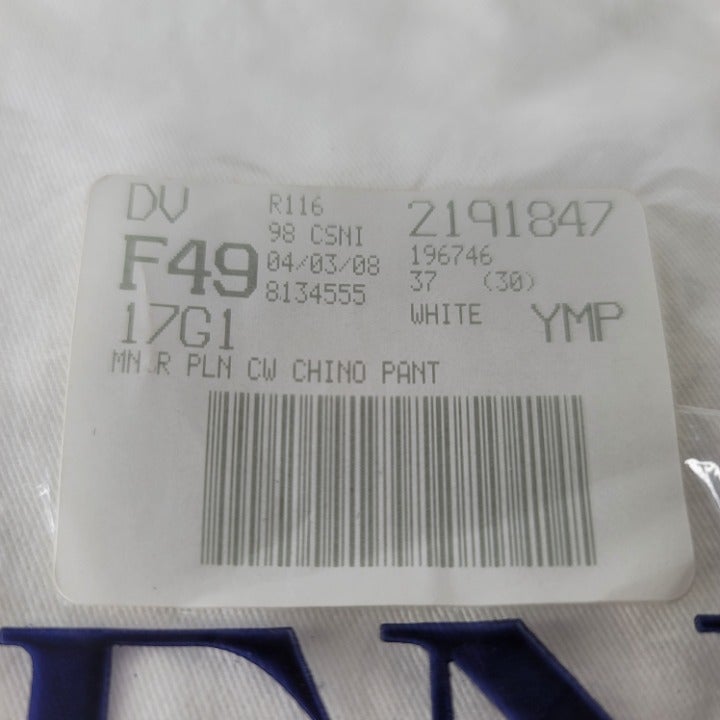 DV
F49
17G1
R116
98 CSNI
04/03/08
8134555
2191847
196746
37 (30)
WHITE YMP
PLN CW CHINO PANT